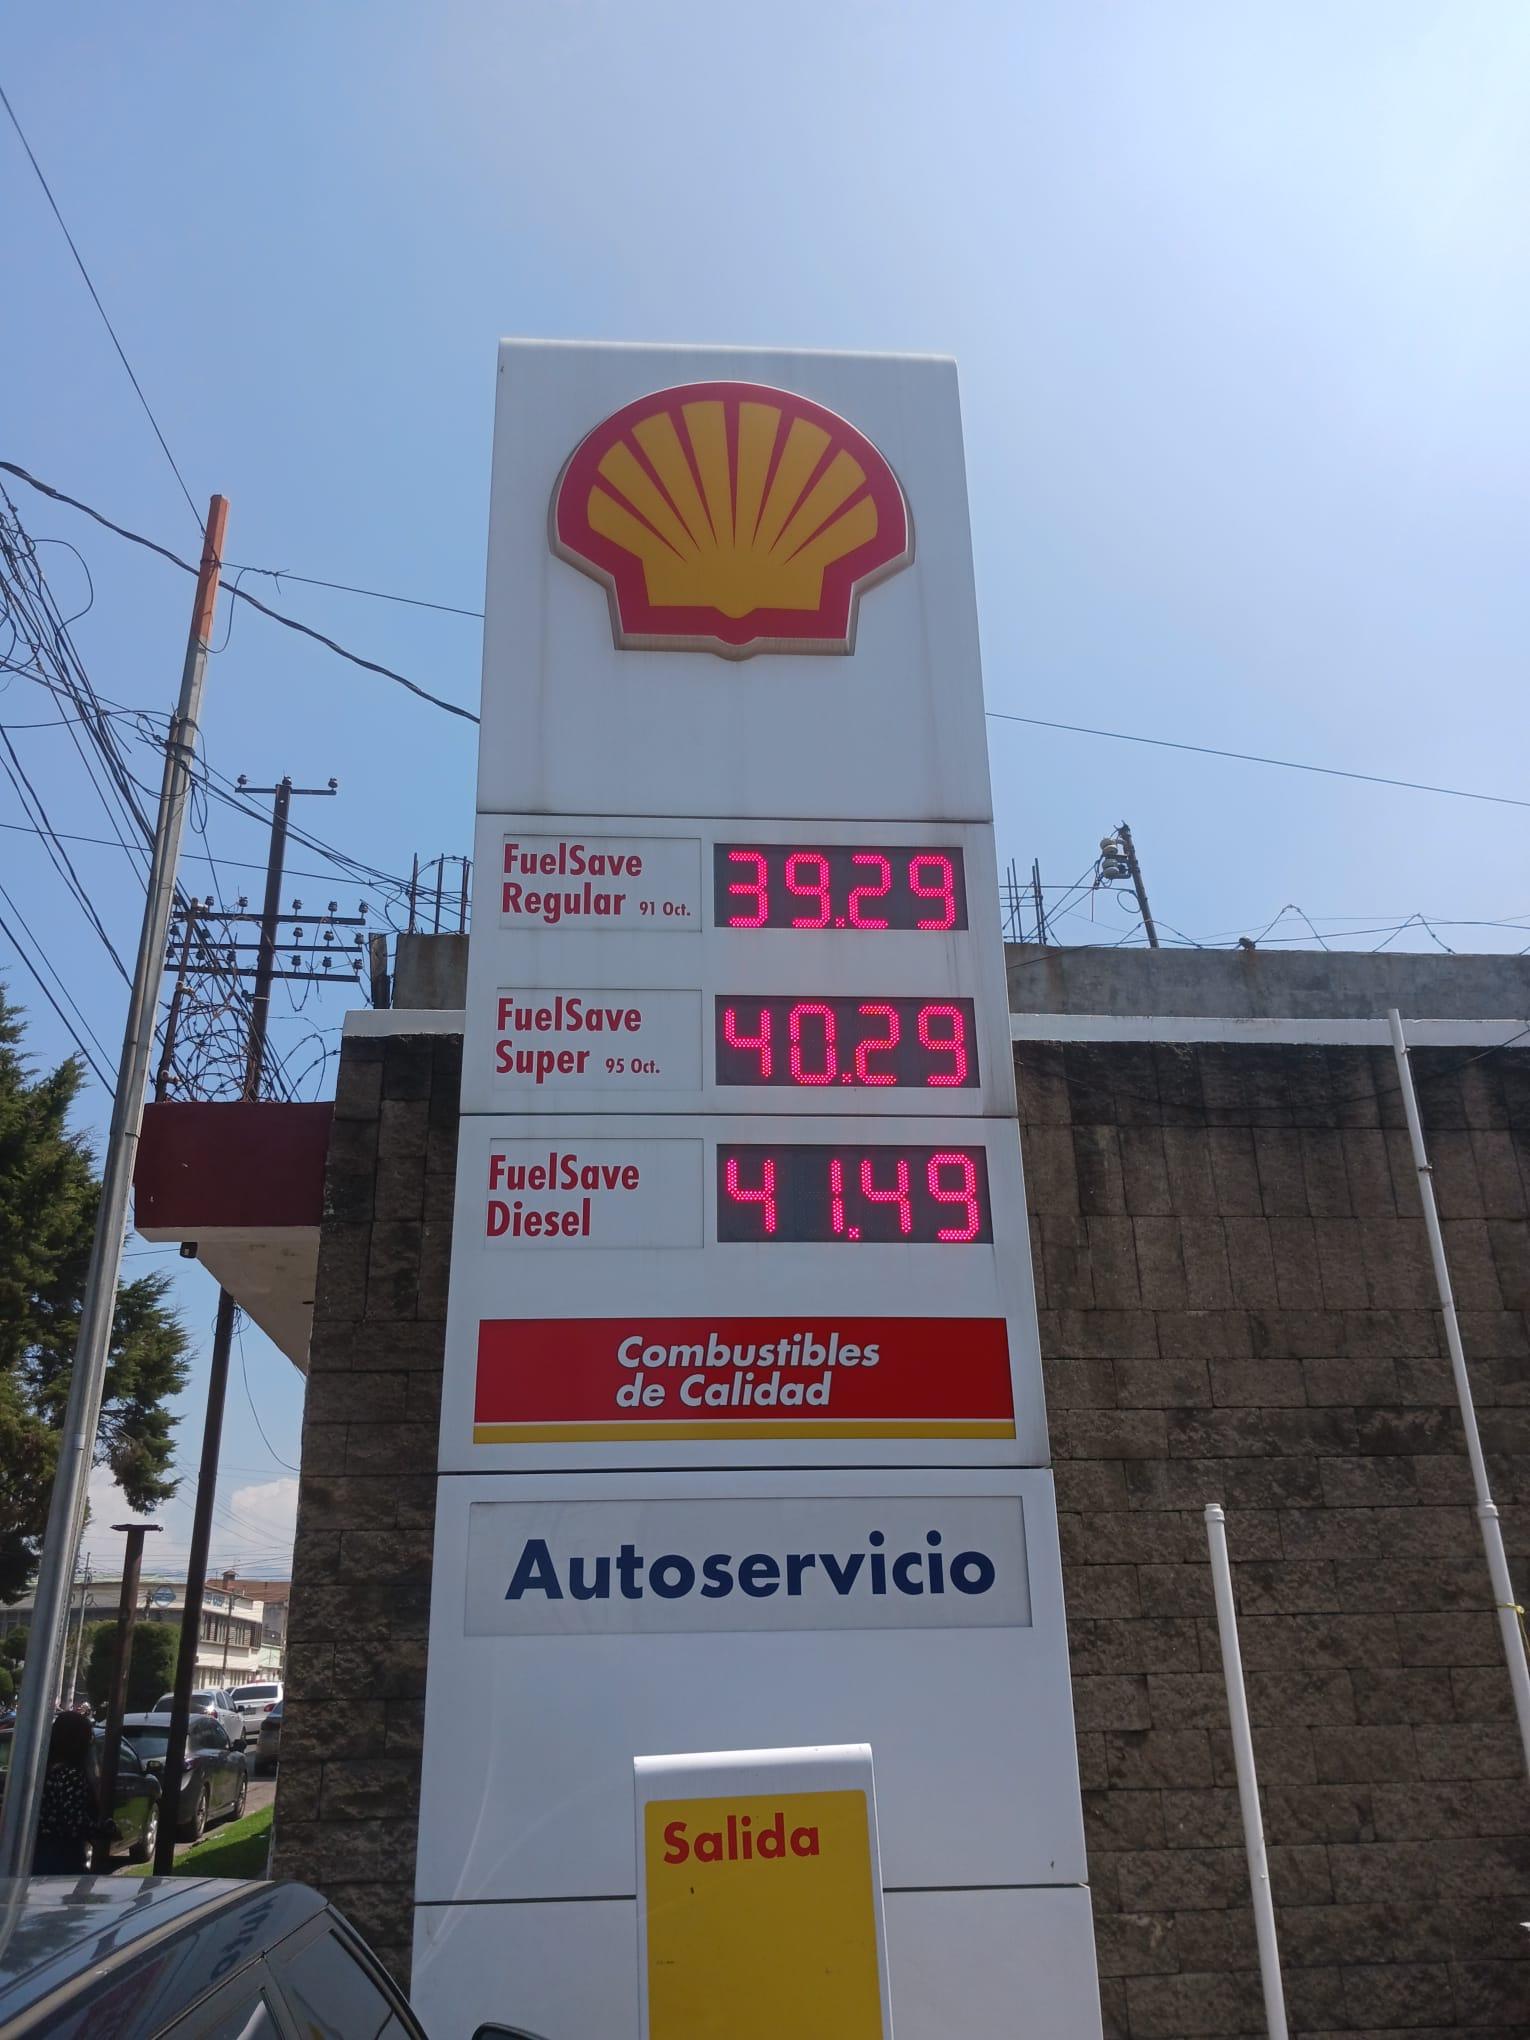 FuelSave
Regular 91 Oct.
39.29
FuelSave
Super 95 Oct.
40.29
FuelSave
Diesel
41.49
Combustibles
de Calidad
Autoservicio
Salida